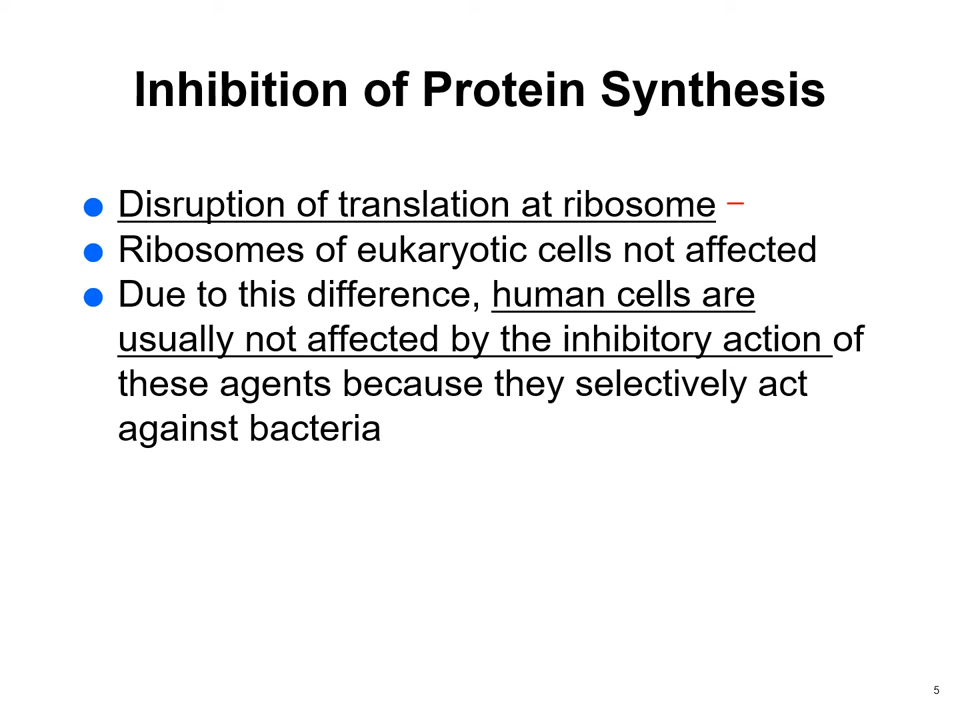 Inhibition of Protein Synthesis
● Disruption of translation at ribosome –
● Ribosomes of eukaryotic cells not affected
● Due to this difference, human cells are
usually not affected by the inhibitory action of
these agents because they selectively act
against bacteria
5